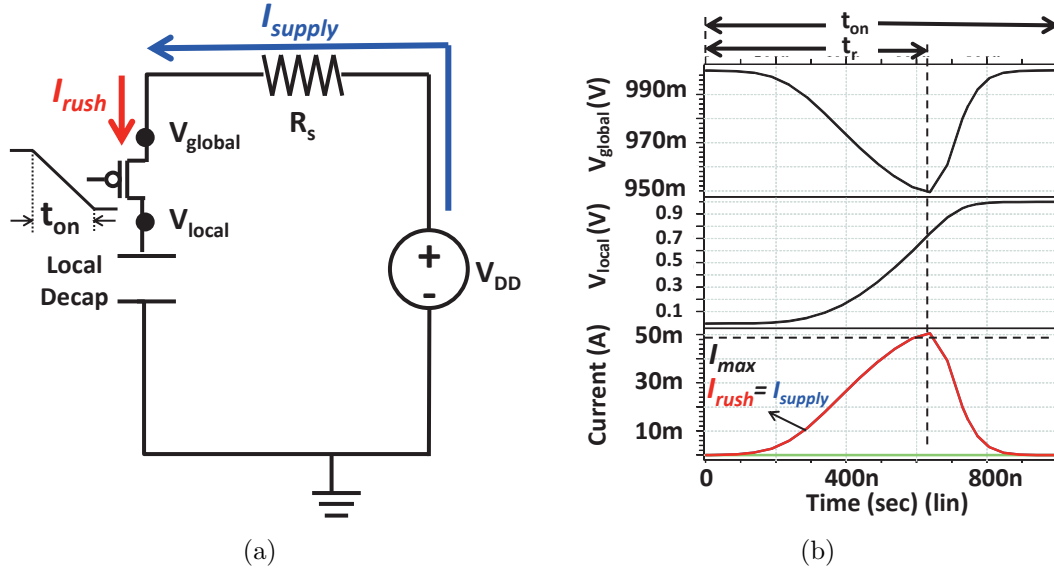 I_supply
R_s
I_rush
V_global
t_on
V_local
Local
Decap
+
-
V_DD
(a)
t_on
t_r
V_global (V)
990m
970m
950m
V_local (V)
0.9
0.7
0.5
0.3
0.1
Current (A)
50m
30m
10m
I_max
I_rush = I_supply
0
400n
800n
Time (sec) (lin)
(b)